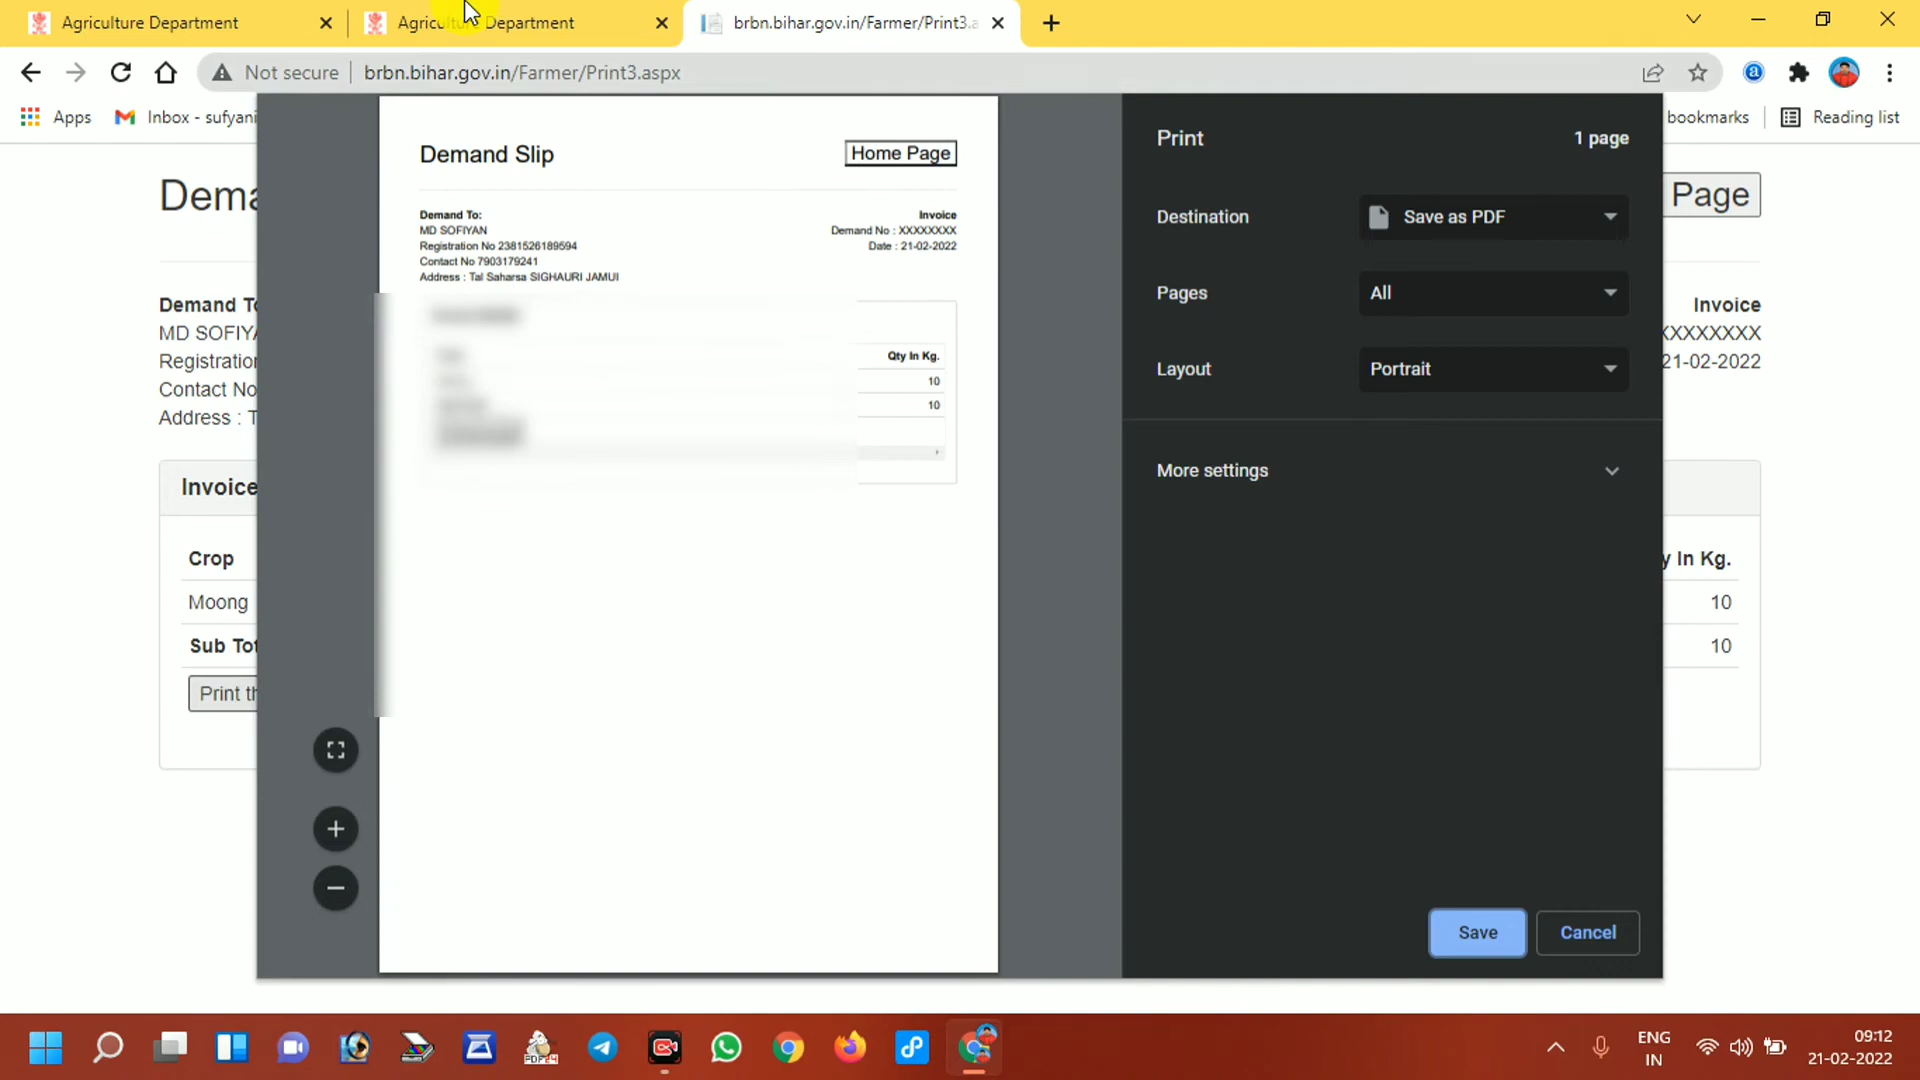 Agriculture Department
Agriculture Department
brbn.bihar.gov.in/Farmer/Print3.a
Not secure
brbn.bihar.gov.in/Farmer/Print3.aspx
Apps
Inbox - sufyani
bookmarks
Reading list
Demand Slip
Home Page
Demand To:
MD SOFIYAN
Registration No 2381526189594
Contact No 7903179241
Address : Tal Saharsa SIGHAURI JAMUI
Invoice
Demand No : XXXXXXXX
Date : 21-02-2022
Qty In Kg.
10
10
Print
1 page
Destination
Save as PDF
Pages
All
Layout
Portrait
More settings
Save
Cancel
Dema
Page
Demand To
MD SOFIYA
Registration
Contact No
Address : T
Invoice
XXXXXXXX
21-02-2022
Invoice
Crop
y In Kg.
Moong
10
Sub Tot
10
Print th
PDF24
ENG
IN
09:12
21-02-2022